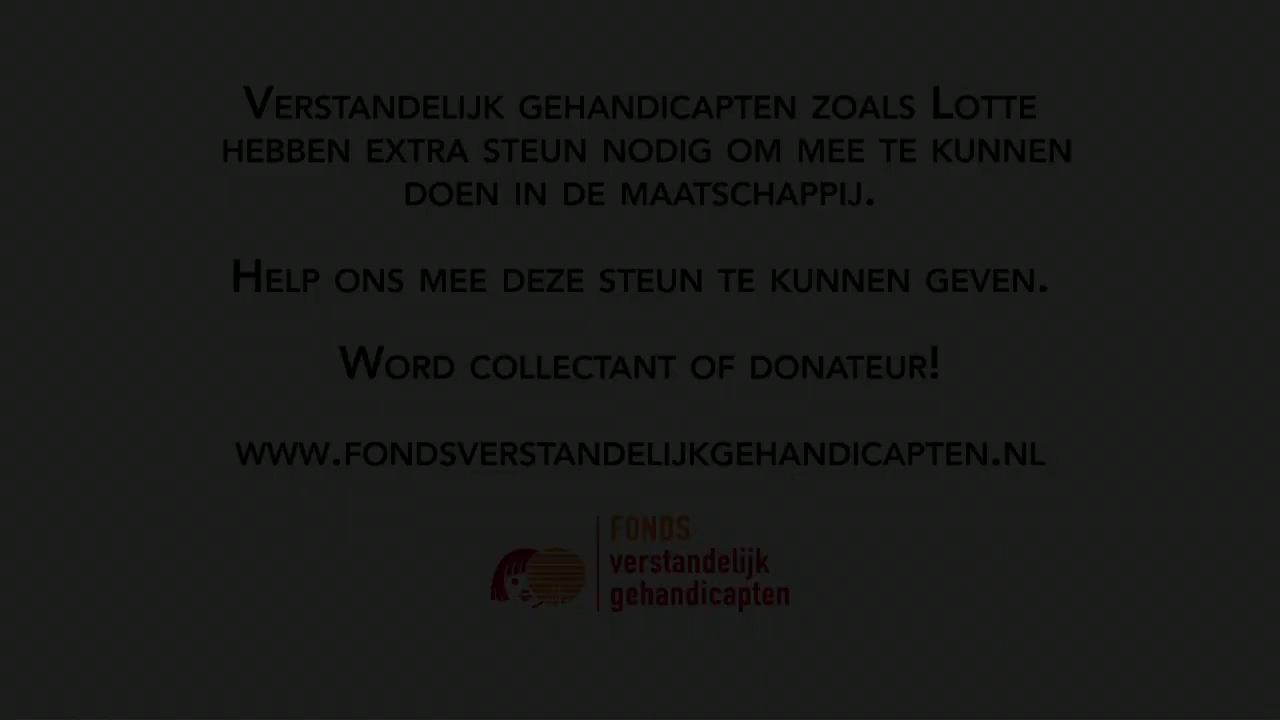 Verstandelijk gehandicapten zoals Lotte
hebben extra steun nodig om mee te kunnen
doen in de maatschappij.
Help ons mee deze steun te kunnen geven.
Word collectant of donateur!
www.fondsverstandelijkgehandicapten.nl
FONDS
verstandelijk
gehandicapten